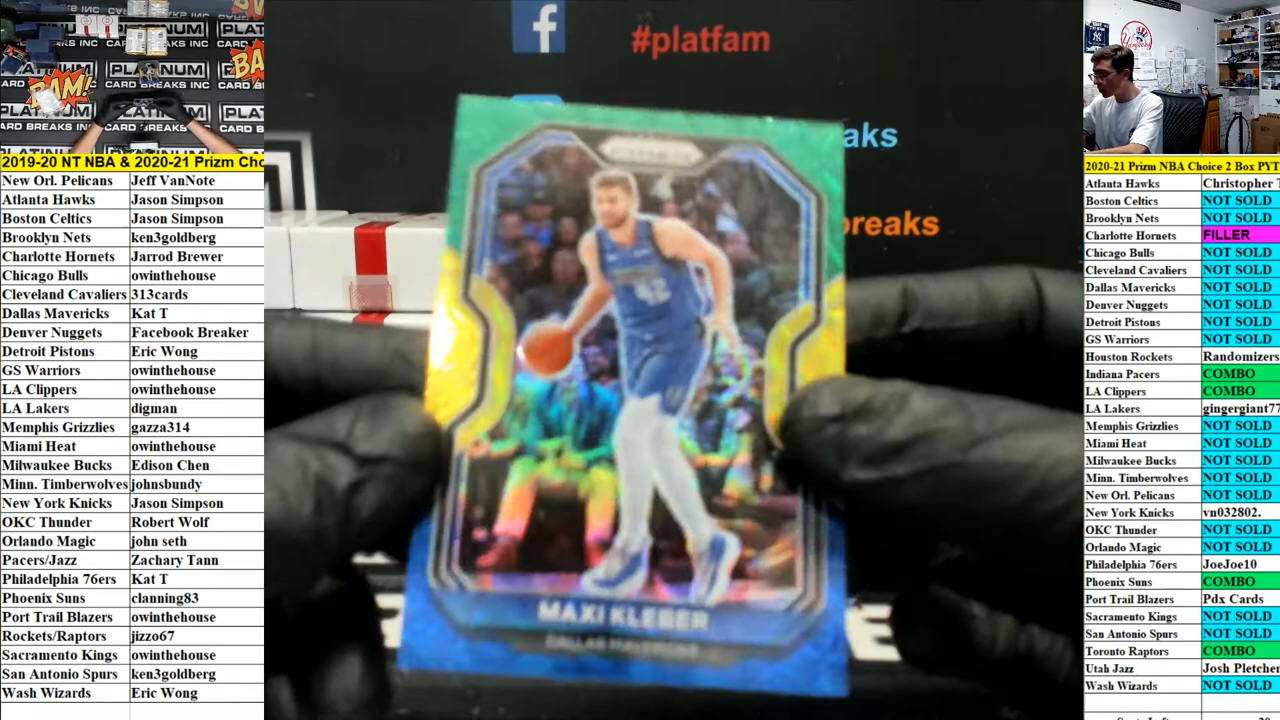 PLATINUM
CARD BREAKS INC
BAM!
2019-20 NT NBA & 2020-21 Prizm Cho
New Orl. Pelicans Jeff VanNote
Atlanta Hawks Jason Simpson
Boston Celtics Jason Simpson
Brooklyn Nets ken3goldberg
Charlotte Hornets Jarrod Brewer
Chicago Bulls owinthehouse
Cleveland Cavaliers 313cards
Dallas Mavericks Kat T
Denver Nuggets Facebook Breaker
Detroit Pistons Eric Wong
GS Warriors owinthehouse
LA Clippers owinthehouse
LA Lakers digman
Memphis Grizzlies gazza314
Miami Heat owinthehouse
Milwaukee Bucks Edison Chen
Minn. Timberwolves johnsbundy
New York Knicks Jason Simpson
OKC Thunder Robert Wolf
Orlando Magic john seth
Pacers/Jazz Zachary Tann
Philadelphia 76ers Kat T
Phoenix Suns clanning83
Port Trail Blazers owinthehouse
Rockets/Raptors jizzo67
Sacramento Kings owinthehouse
San Antonio Spurs ken3goldberg
Wash Wizards Eric Wong
f
#platfam
aks
breaks
PRIZM
42
MAXI KLEBER
DALLAS MAVERICKS
2020-21 Prizm NBA Choice 2 Box PYT
Atlanta Hawks Christopher T
Boston Celtics NOT SOLD
Brooklyn Nets NOT SOLD
Charlotte Hornets FILLER
Chicago Bulls NOT SOLD
Cleveland Cavaliers NOT SOLD
Dallas Mavericks NOT SOLD
Denver Nuggets NOT SOLD
Detroit Pistons NOT SOLD
GS Warriors NOT SOLD
Houston Rockets Randomizers
Indiana Pacers COMBO
LA Clippers COMBO
LA Lakers gingergiant77
Memphis Grizzlies NOT SOLD
Miami Heat NOT SOLD
Milwaukee Bucks NOT SOLD
Minn. Timberwolves NOT SOLD
New Orl. Pelicans NOT SOLD
New York Knicks vn032802.
OKC Thunder NOT SOLD
Orlando Magic NOT SOLD
Philadelphia 76ers JoeJoe10
Phoenix Suns COMBO
Port Trail Blazers Pdx Cards
Sacramento Kings NOT SOLD
San Antonio Spurs NOT SOLD
Toronto Raptors COMBO
Utah Jazz Josh Pletcher
Wash Wizards NOT SOLD